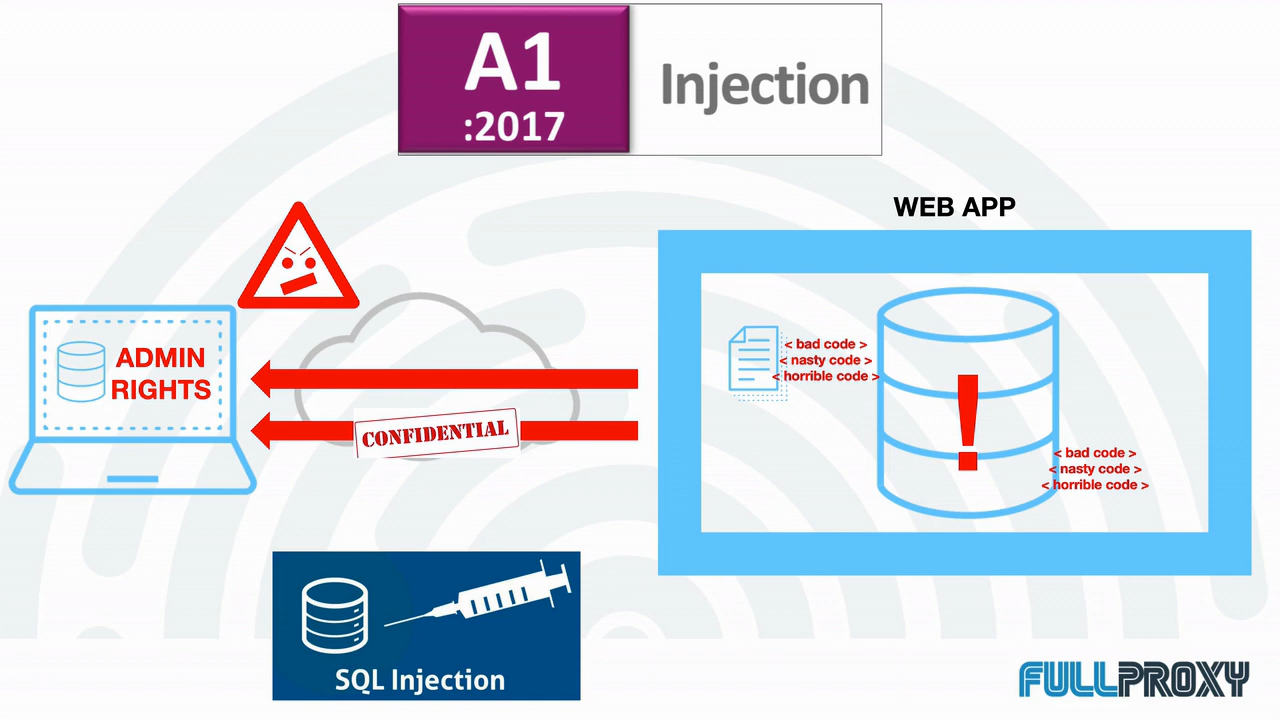 A1
:2017
Injection
WEB APP
ADMIN
RIGHTS
CONFIDENTIAL
< bad code >
< nasty code >
< horrible code >
!
< bad code >
< nasty code >
< horrible code >
SQL Injection
FULLPROXY